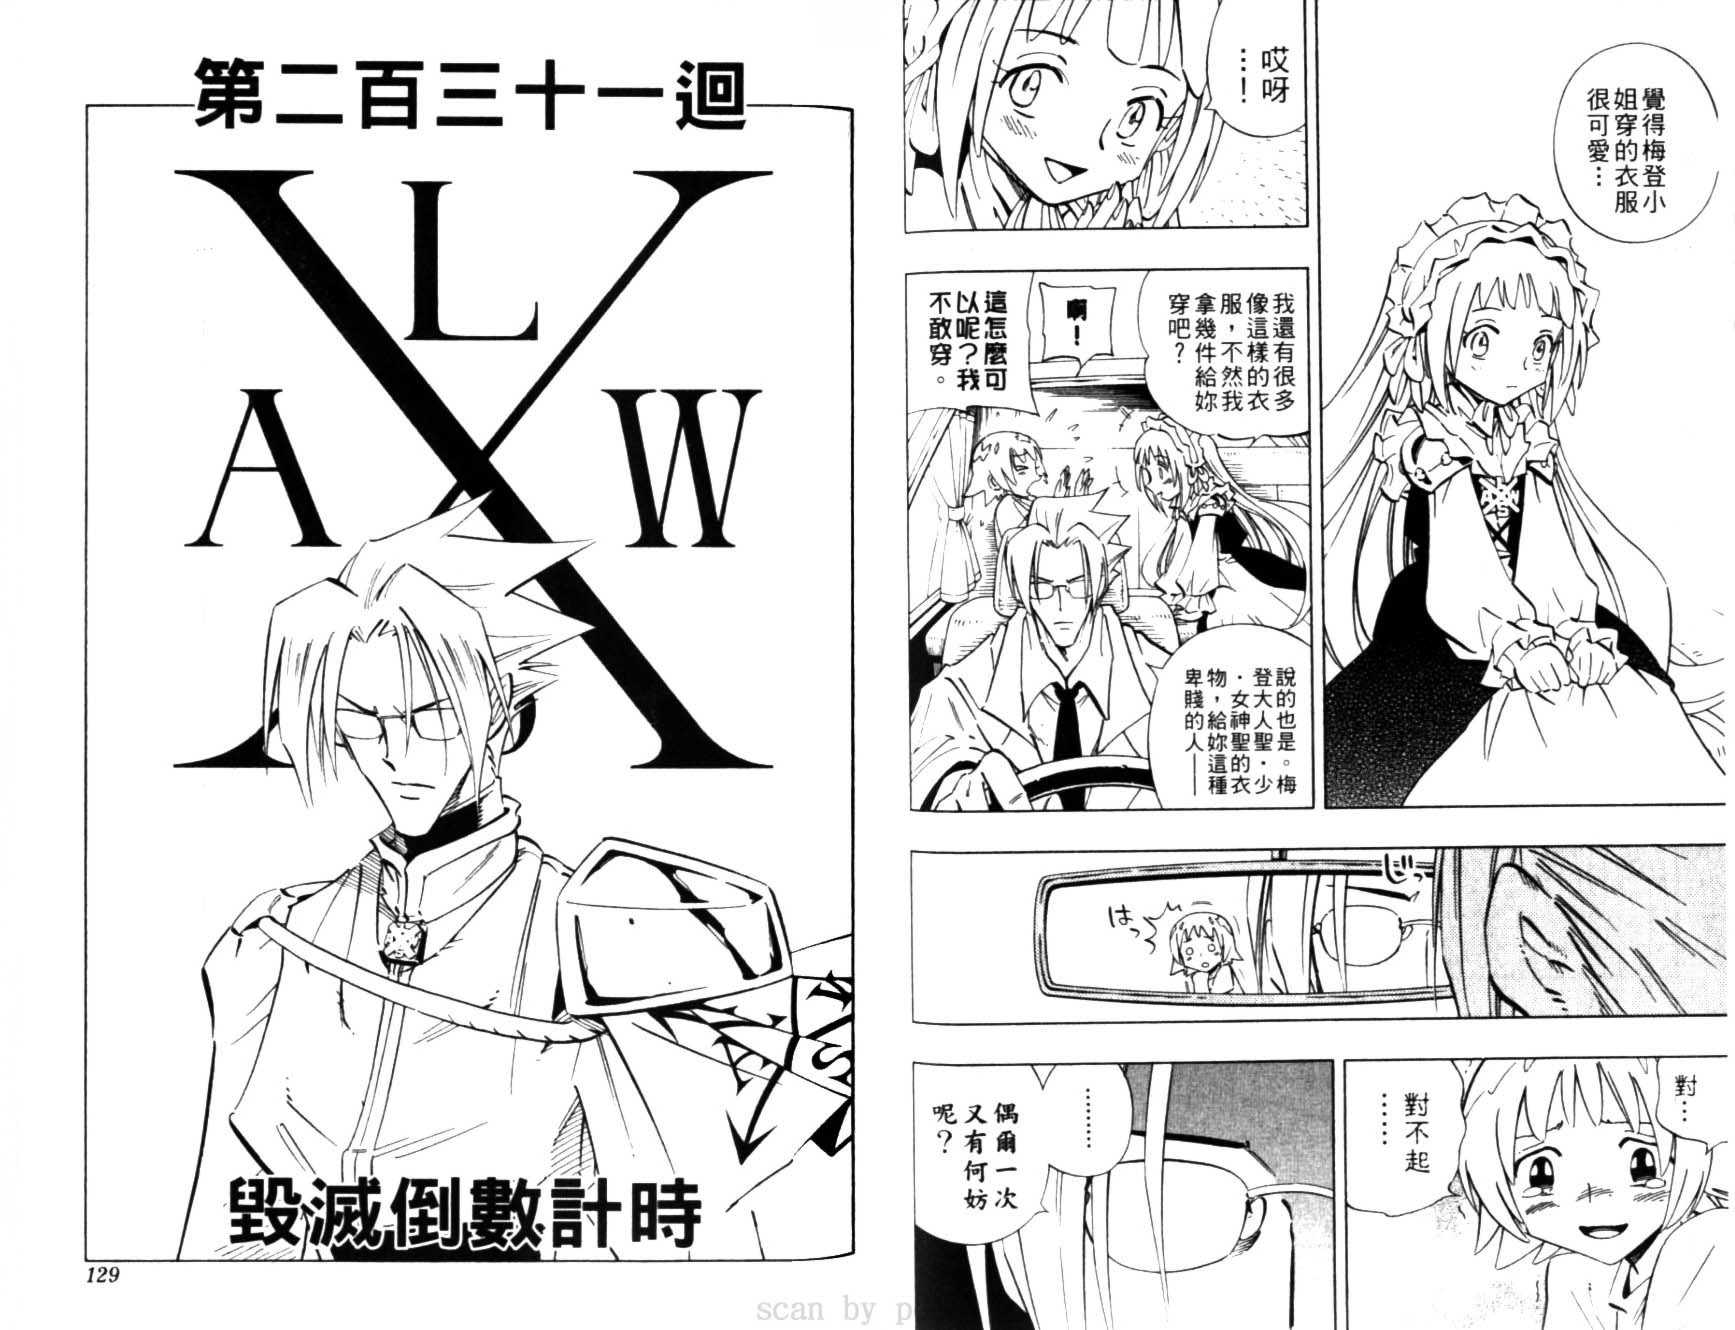 覺得梅登小
姐穿的衣服
很可愛…
哎呀
…！
我還有很多
像這樣的衣
服，不然我
拿幾件給妳
穿吧？
啊！
這怎麼可
以呢？我
不敢穿。
說的也是。梅
登大人聖．少
．女神聖的衣
物，給妳這種
卑賤的人──
じっ
はっ
對…
對不起
……
……
偶爾一次
又有何妨
呢？
第二百三十一迴
L
A
W
X
毀滅倒數計時
129
scan by p